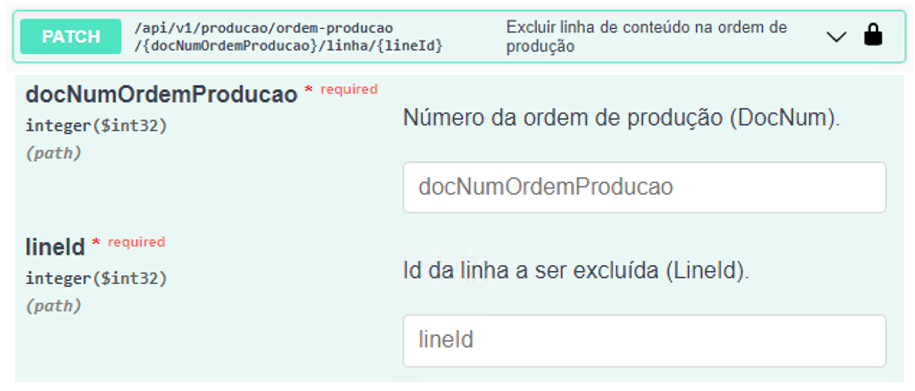 PATCH
/api/v1/producao/ordem-producao
/{docNumOrdemProducao}/linha/{lineId}
Excluir linha de conteúdo na ordem de
produção
docNumOrdemProducao * required
integer($int32)
(path)
Número da ordem de produção (DocNum).
docNumOrdemProducao
lineId * required
integer($int32)
(path)
Id da linha a ser excluída (LineId).
lineId